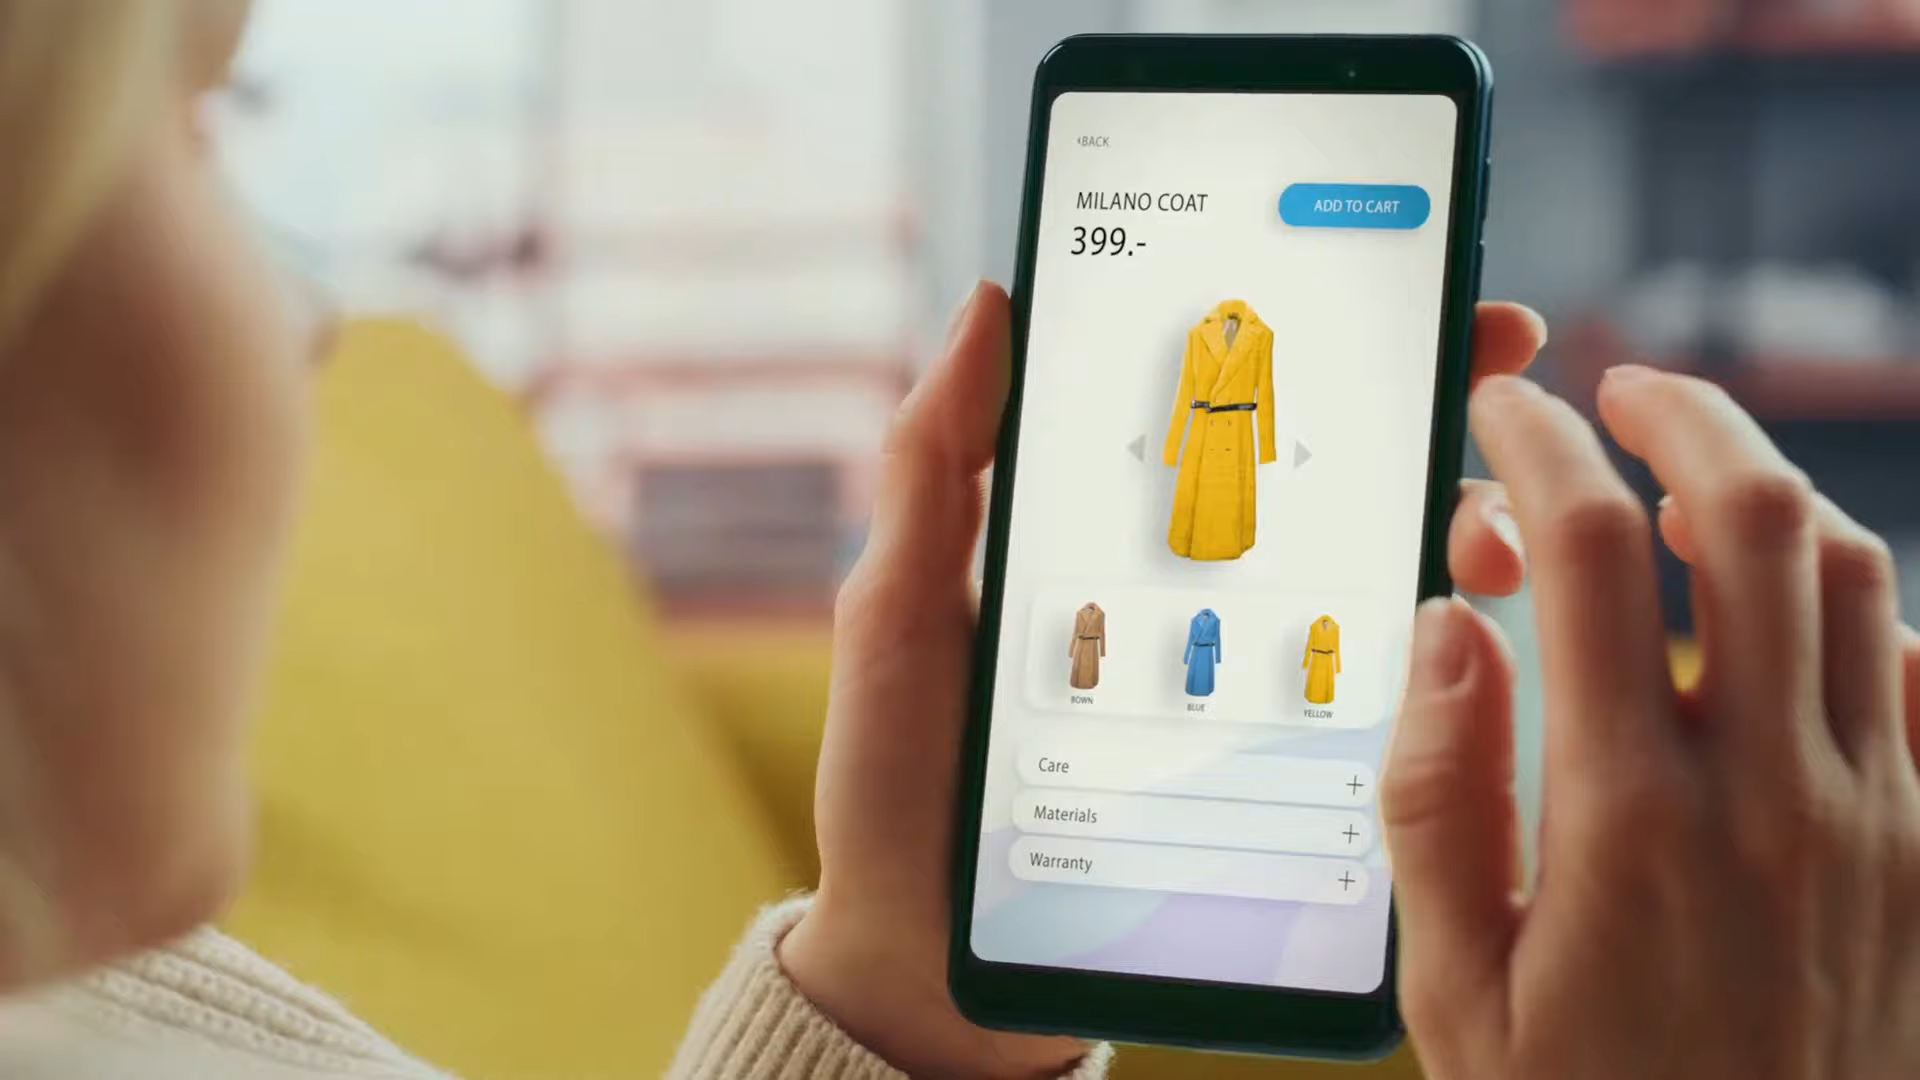 ‹BACK
MILANO COAT
ADD TO CART
399.-
BOWN
BLUE
YELLOW
Care
+
Materials
+
Warranty
+